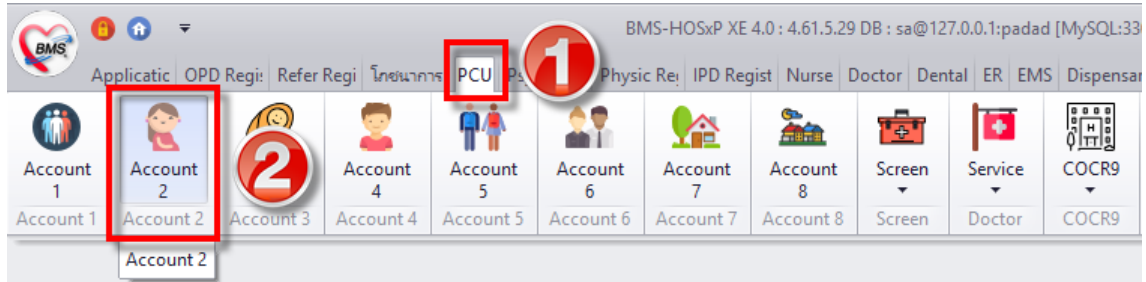 BMS
BMS-HOSxP XE 4.0 : 4.61.5.29 DB : sa@127.0.0.1:padad [MySQL:33
Applicatic OPD Regi: Refer Regi โภชนาการ PCU 1 Physic Re IPD Regist Nurse Doctor Dental ER EMS Dispensar
2
Account Account Account Account Account Account Account Screen Service COCR9
1 2 4 5 6 7 8
Account 1 Account 2 Account 3 Account 4 Account 5 Account 6 Account 7 Account 8 Screen Doctor COCR9
Account 2